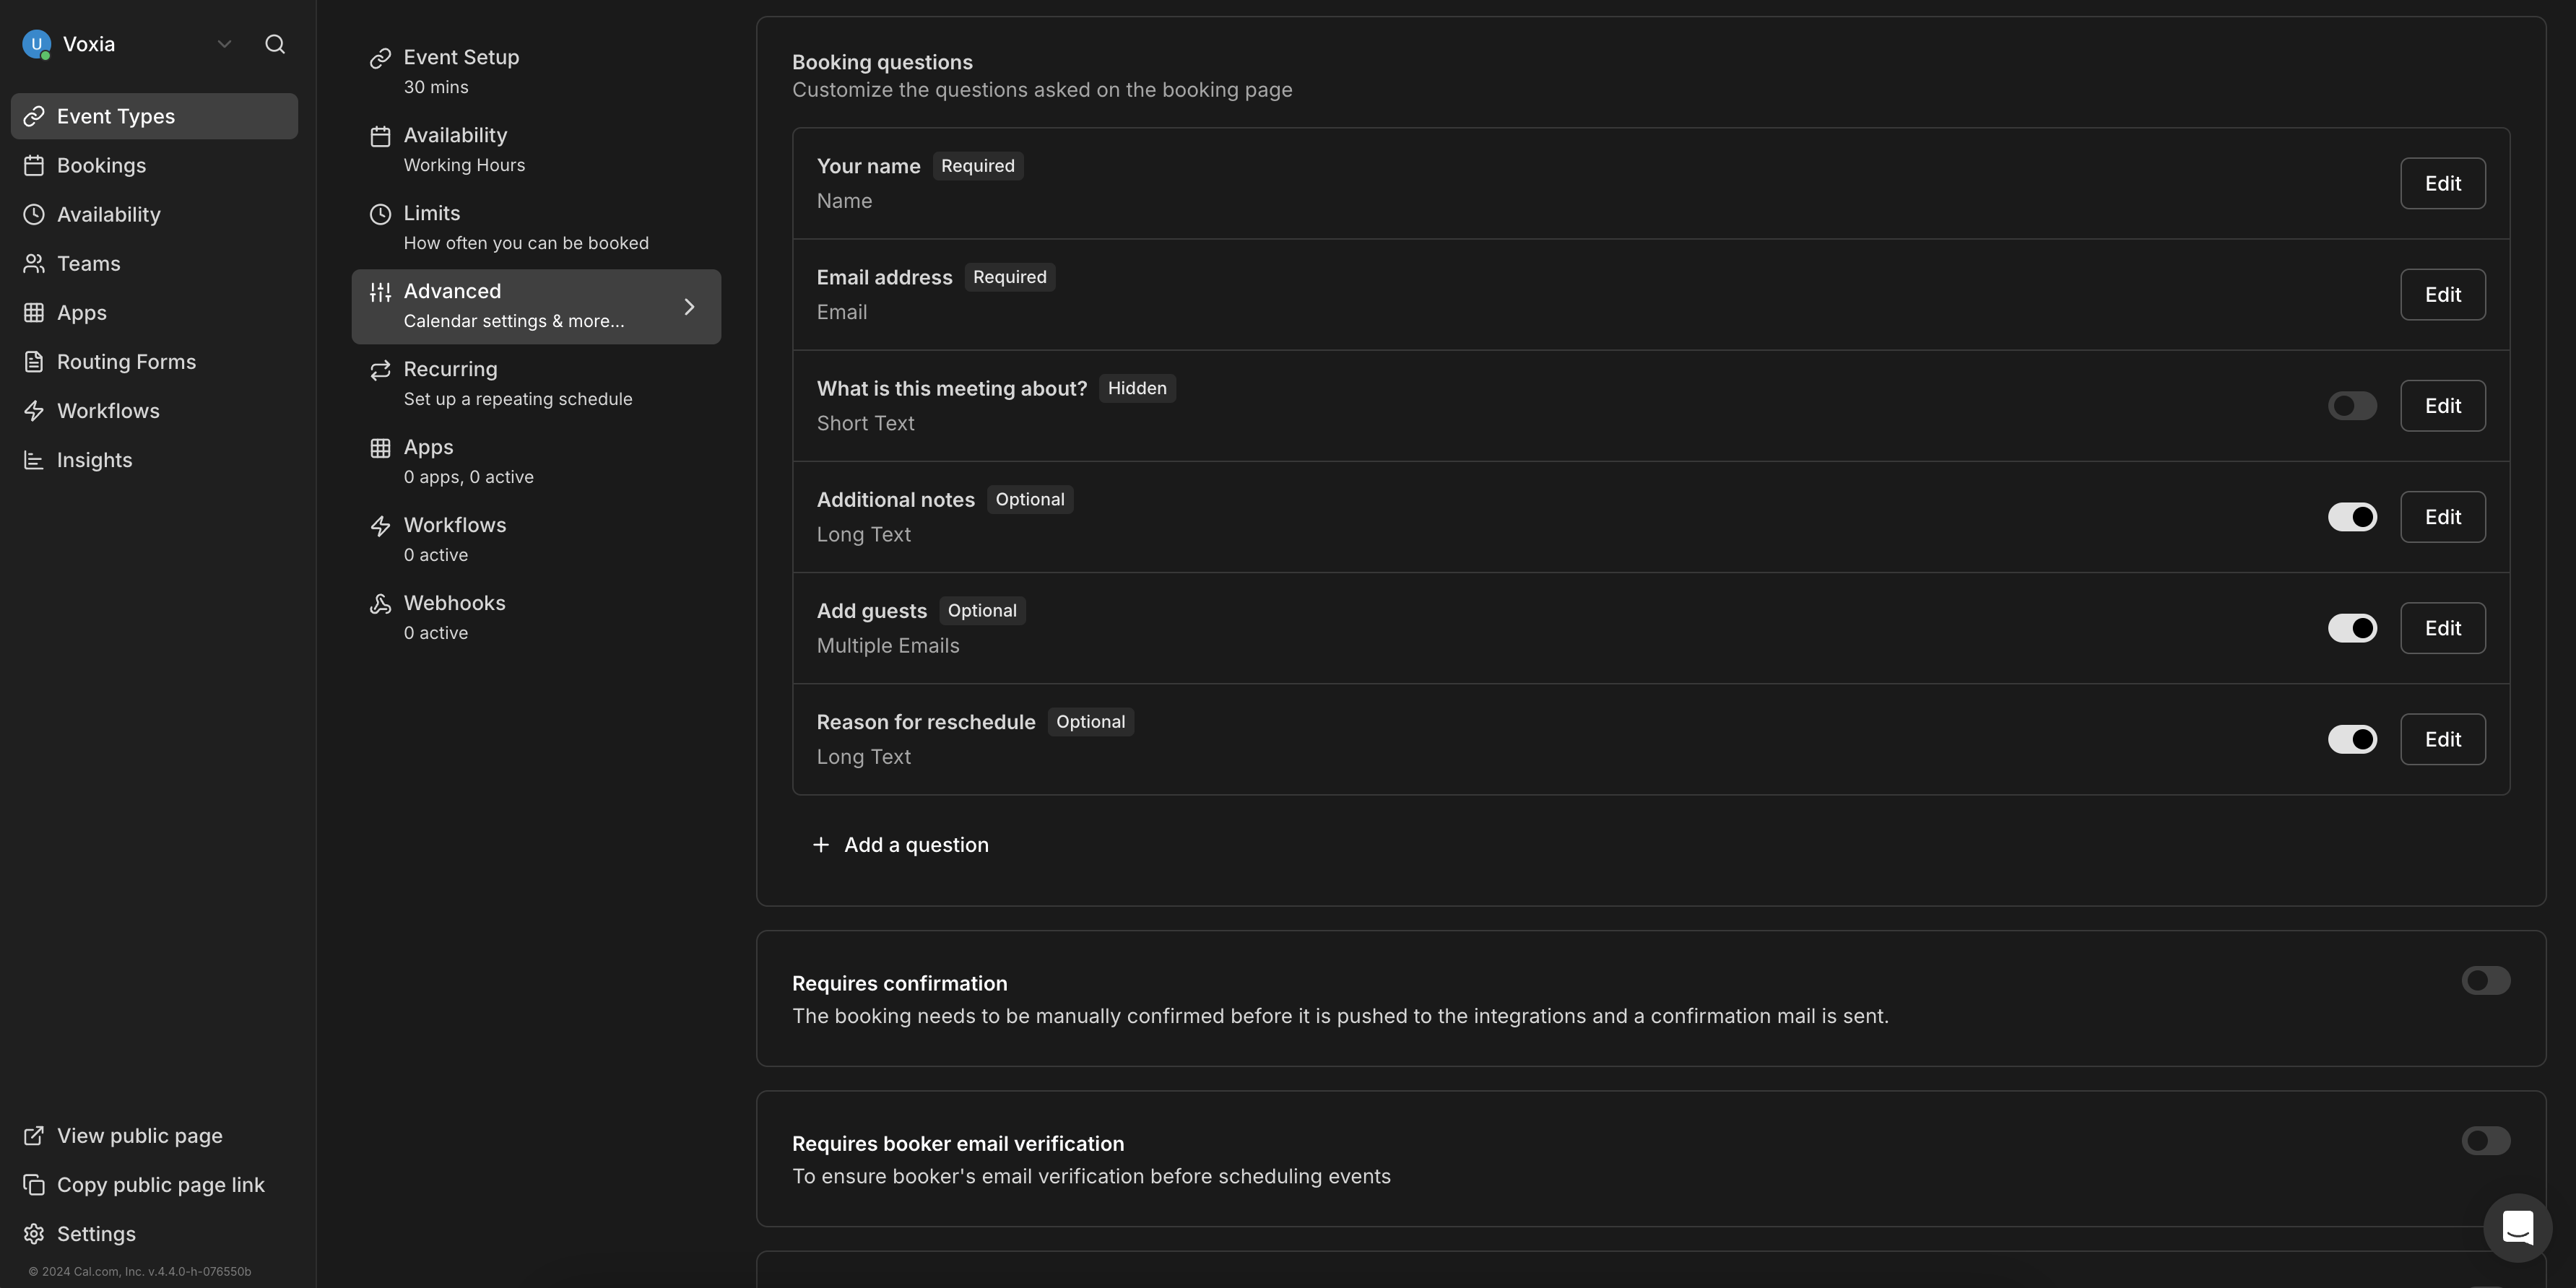 U
Voxia
Event Types
Bookings
Availability
Teams
Apps
Routing Forms
Workflows
Insights
View public page
Copy public page link
Settings
© 2024 Cal.com, Inc. v.4.4.0-h-076550b
Event Setup
30 mins
Availability
Working Hours
Limits
How often you can be booked
Advanced
Calendar settings & more...
Recurring
Set up a repeating schedule
Apps
0 apps, 0 active
Workflows
0 active
Webhooks
0 active
Booking questions
Customize the questions asked on the booking page
Your name Required
Name
Edit
Email address Required
Email
Edit
What is this meeting about? Hidden
Short Text
Edit
Additional notes Optional
Long Text
Edit
Add guests Optional
Multiple Emails
Edit
Reason for reschedule Optional
Long Text
Edit
Add a question
Requires confirmation
The booking needs to be manually confirmed before it is pushed to the integrations and a confirmation mail is sent.
Requires booker email verification
To ensure booker's email verification before scheduling events